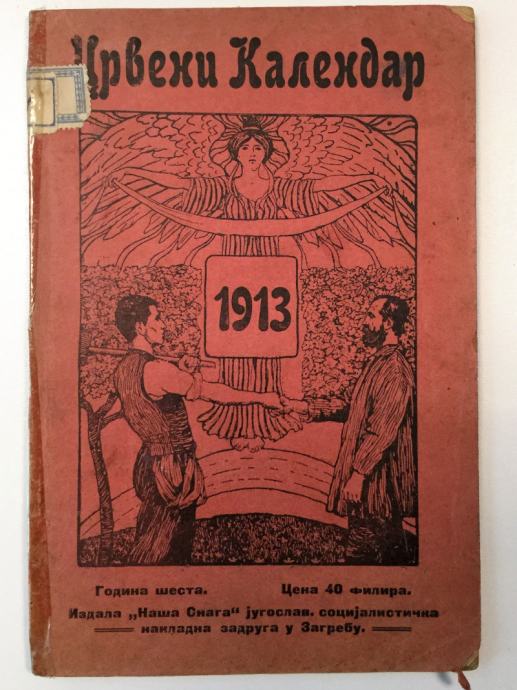 Црвени Календар
1913
Година шеста. Цена 40 филира.
Издала „Наша Снага“ југослав. социјалистичка
накладна задруга у Загребу.